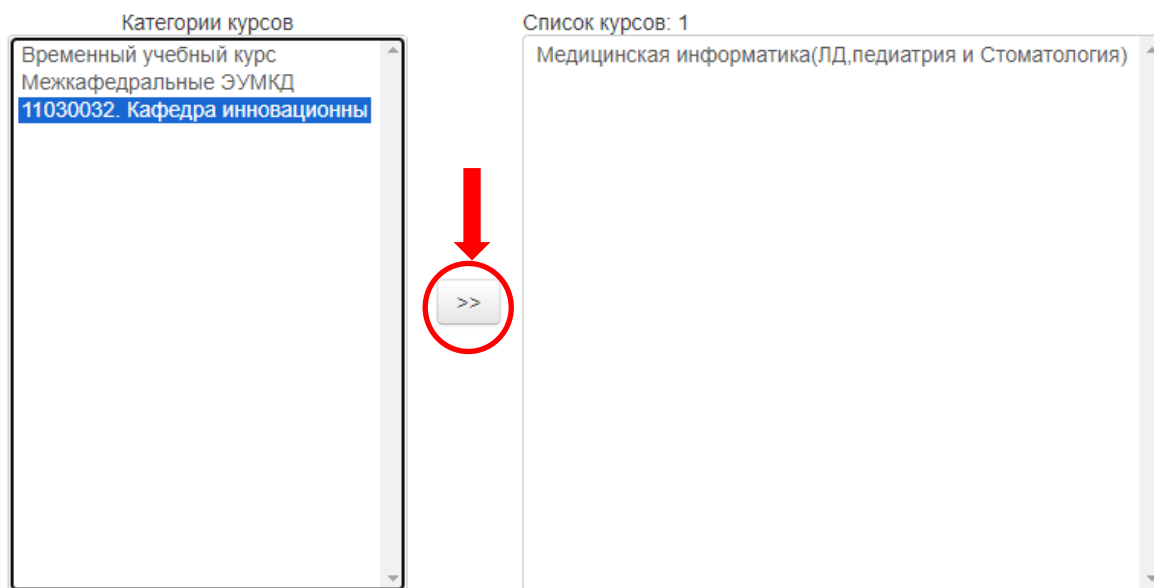 Категории курсов
Временный учебный курс
Межкафедральные ЭУМКД
11030032. Кафедра инновационны
>>
Список курсов: 1
Медицинская информатика(ЛД,педиатрия и Стоматология)